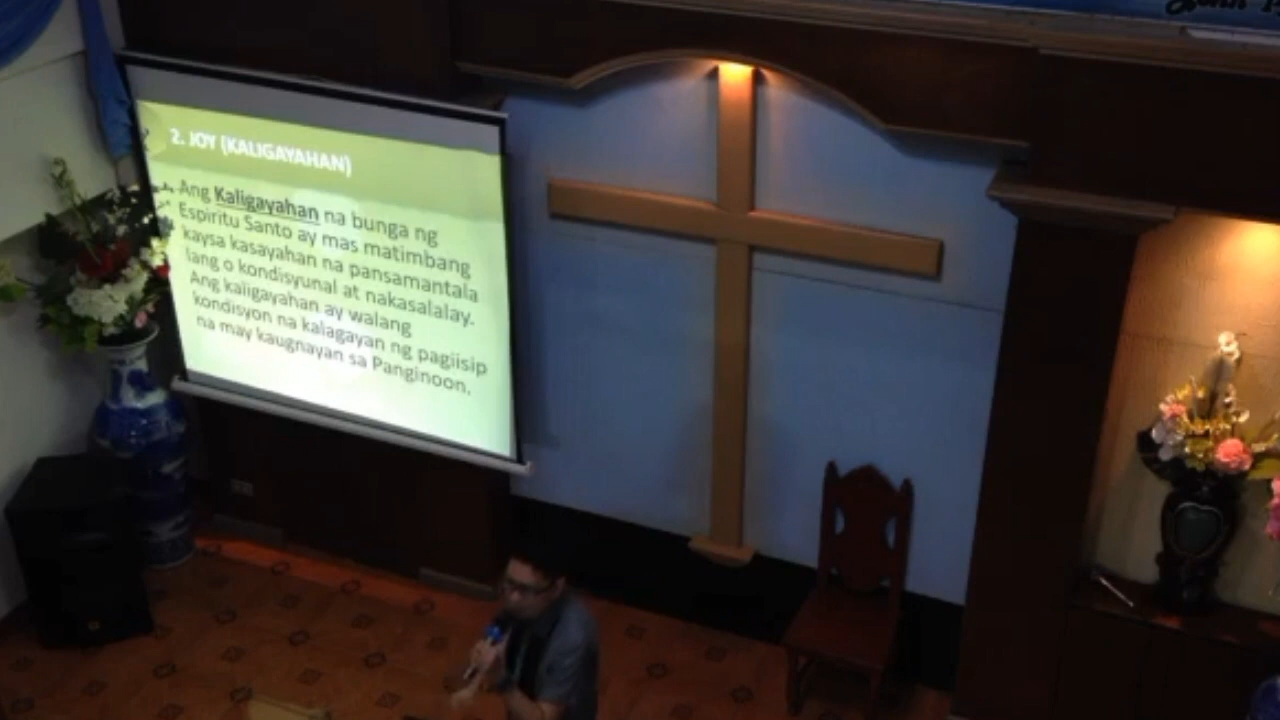 2. JOY (KALIGAYAHAN)
Ang Kaligayahan na bunga ng
Espiritu Santo ay mas matimbang
kaysa kasayahan na pansamantala
lang o kondisyunal at nakasalalay.
Ang kaligayahan ay walang
kondisyon na kalagayan ng pagiisip
na may kaugnayan sa Panginoon.